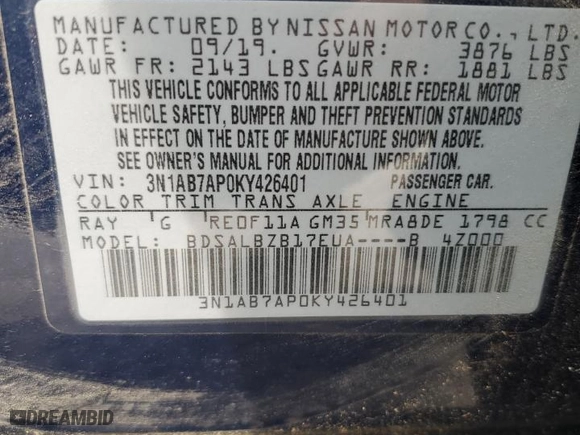 MANUFACTURED BY NISSAN MOTOR CO., LTD.
DATE: 09/19. GVWR: 3876 LBS
GAWR FR: 2143 LBS GAWR RR: 1881 LBS
THIS VEHICLE CONFORMS TO ALL APPLICABLE FEDERAL MOTOR
VEHICLE SAFETY, BUMPER AND THEFT PREVENTION STANDARDS
IN EFFECT ON THE DATE OF MANUFACTURE SHOWN ABOVE.
SEE OWNER'S MANUAL FOR ADDITIONAL INFORMATION.
VIN: 3N1AB7AP0KY426401 PASSENGER CAR.
COLOR TRIM TRANS AXLE ENGINE
RAY 'G RE0F11A GM35 MRA8DE 1798 CC
MODEL: BDSALBZB17EUA----B 4Z000
3N1AB7AP0KY426401
DREAMBID